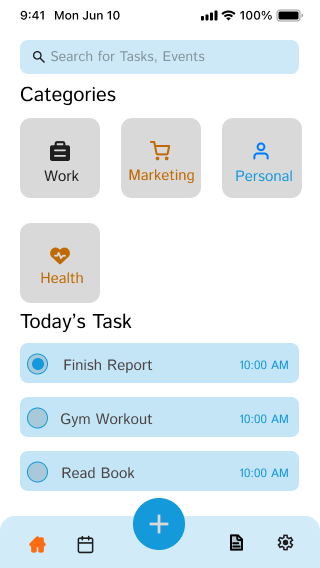 9:41 Mon Jun 10 100%
Search for Tasks, Events
Categories
Work Marketing Personal
Health
Today's Task
Finish Report 10:00 AM
Gym Workout 10:00 AM
Read Book 10:00 AM